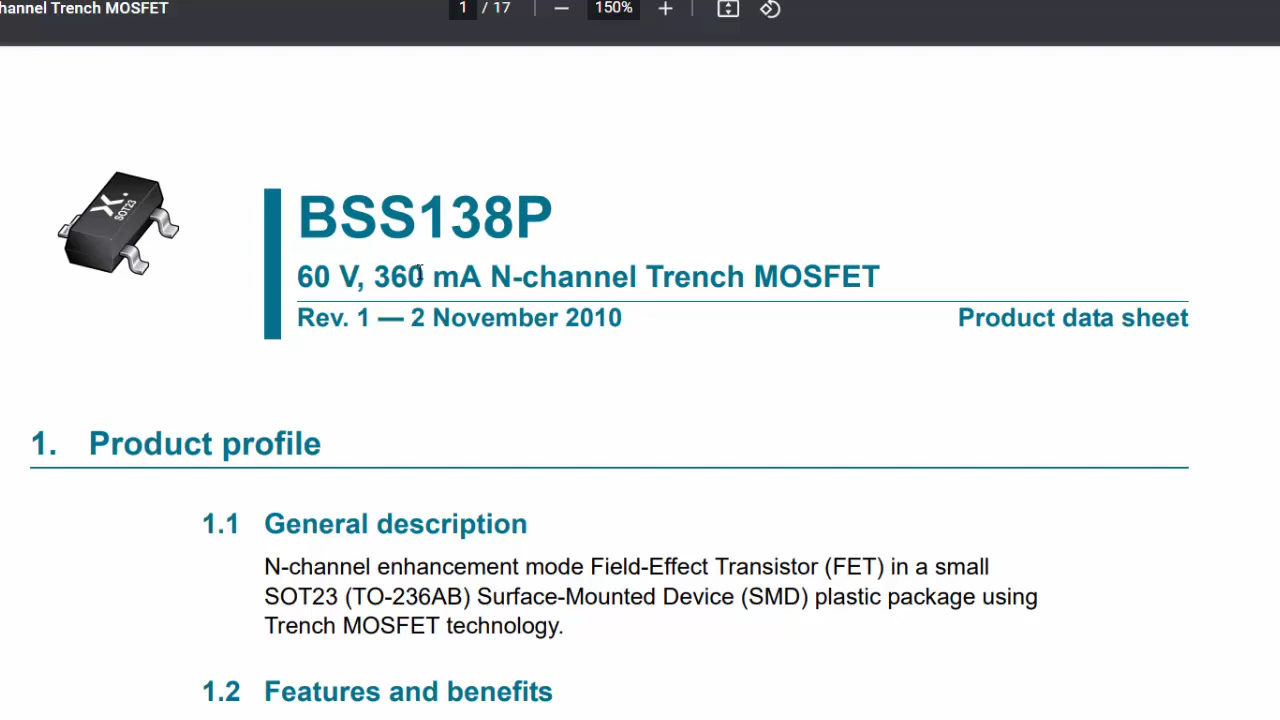 hannel Trench MOSFET
1 / 17
150%
SOT23
BSS138P
60 V, 360 mA N-channel Trench MOSFET
Rev. 1 — 2 November 2010
Product data sheet
1. Product profile
1.1 General description
N-channel enhancement mode Field-Effect Transistor (FET) in a small
SOT23 (TO-236AB) Surface-Mounted Device (SMD) plastic package using
Trench MOSFET technology.
1.2 Features and benefits